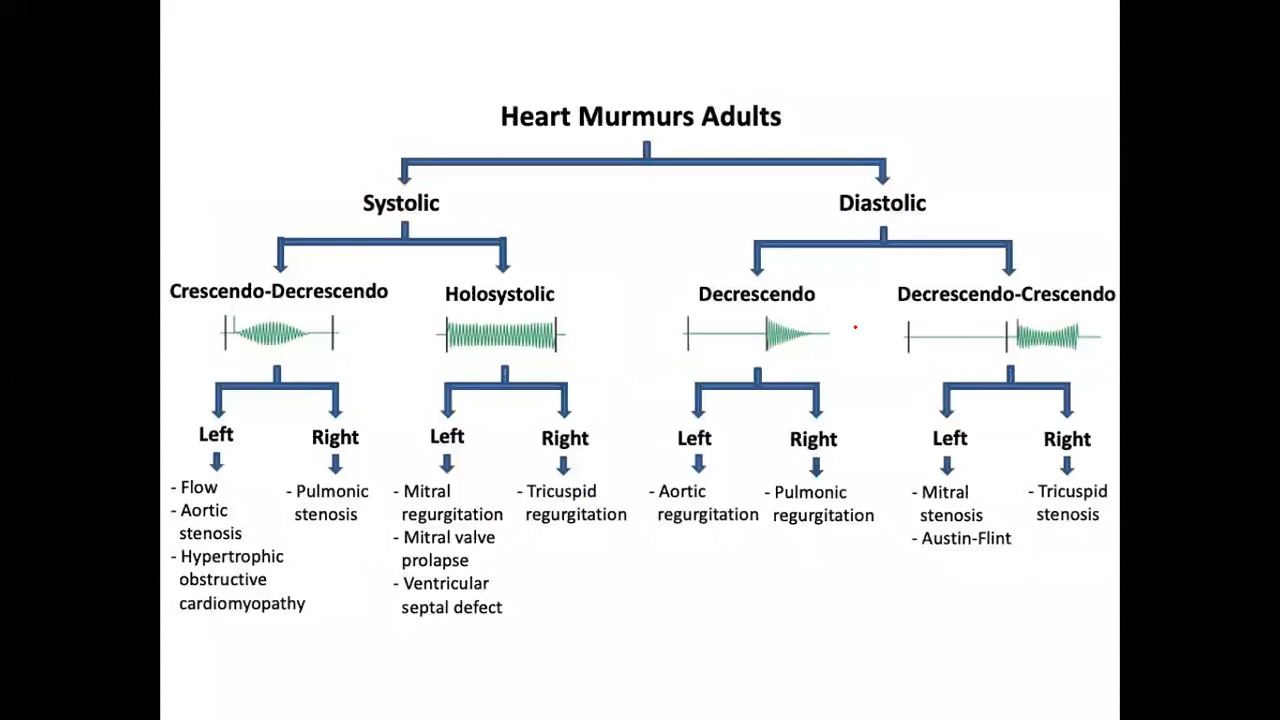 Heart Murmurs Adults
Systolic
Diastolic
Crescendo-Decrescendo
Holosystolic
Decrescendo
Decrescendo-Crescendo
Left
Right
Left
Right
Left
Right
Left
Right
- Flow
- Aortic
stenosis
- Hypertrophic
obstructive
cardiomyopathy
- Pulmonic
stenosis
- Mitral
regurgitation
- Mitral valve
prolapse
- Ventricular
septal defect
- Tricuspid
regurgitation
- Aortic
regurgitation
- Pulmonic
regurgitation
- Mitral
stenosis
- Austin-Flint
- Tricuspid
stenosis